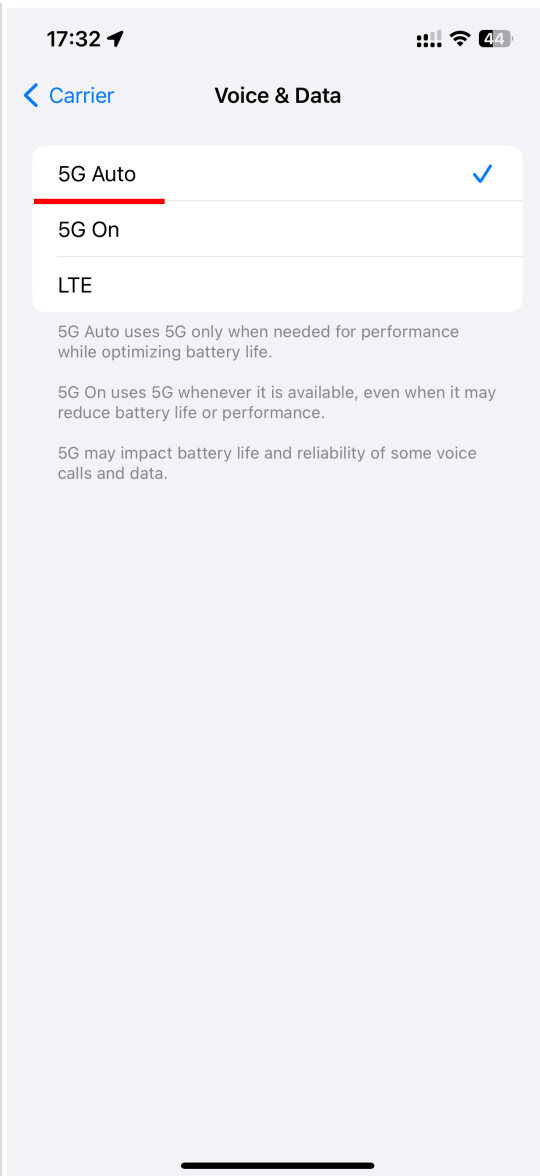 17:32
44
Carrier
Voice & Data
5G Auto
5G On
LTE
5G Auto uses 5G only when needed for performance
while optimizing battery life.
5G On uses 5G whenever it is available, even when it may
reduce battery life or performance.
5G may impact battery life and reliability of some voice
calls and data.